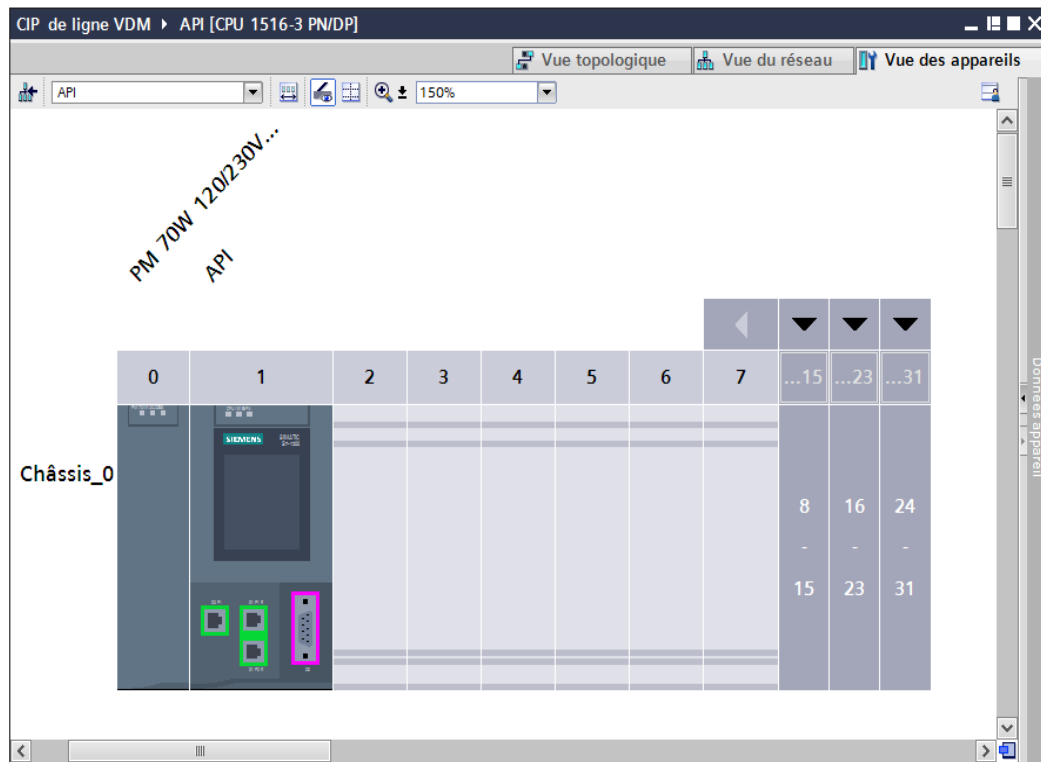 CIP de ligne VDM ▸ API [CPU 1516-3 PN/DP]
Vue topologique
Vue du réseau
Vue des appareils
API
150%
PM 70W 120/230V...
API
0 1 2 3 4 5 6 7 ...15 ...23 ...31
SIEMENS
Châssis_0
8 16 24
- - -
15 23 31
Données appareil